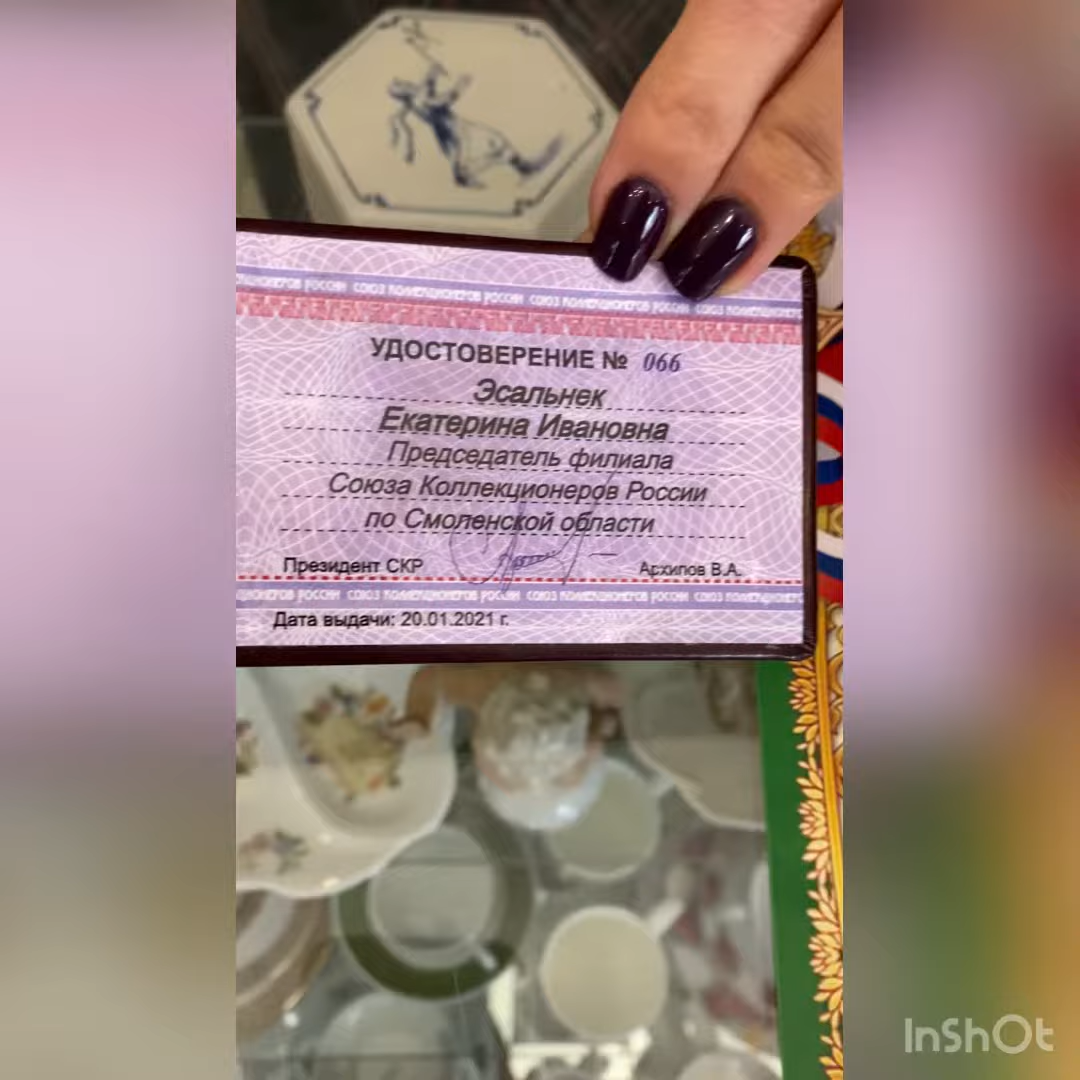 КОЛЛЕКЦИОНЕРОВ РОССИИ СОЮЗ КОЛЛЕКЦИОНЕРОВ РОССИИ СОЮЗ КОЛЛЕКЦИОНЕРОВ РОССИИ СОЮЗ КОЛЛЕКЦИОНЕРОВ
УДОСТОВЕРЕНИЕ № 066
Эсальнек
Екатерина Ивановна
Председатель филиала
Союза Коллекционеров России
по Смоленской области
Президент СКР Архипов В.А.
КОЛЛЕКЦИОНЕРОВ РОССИИ СОЮЗ КОЛЛЕКЦИОНЕРОВ РОССИИ СОЮЗ КОЛЛЕКЦИОНЕРОВ РОССИИ СОЮЗ КОЛЛЕКЦИОНЕРОВ
Дата выдачи: 20.01.2021 г.
InShOt